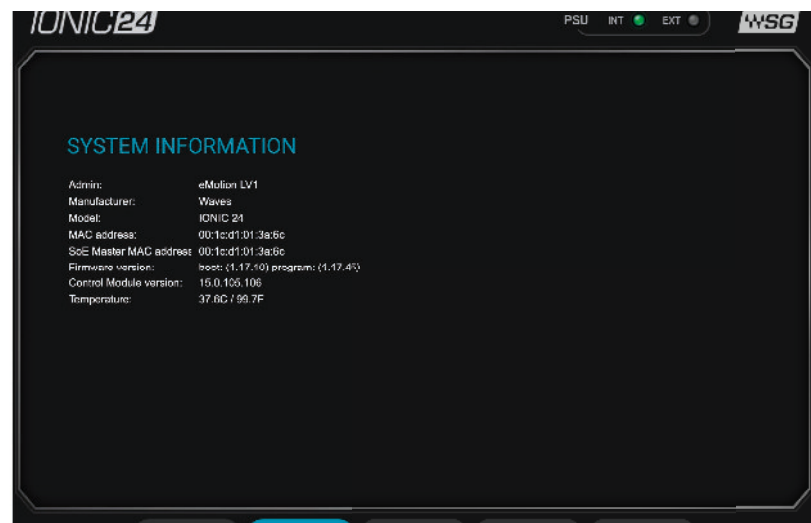 IONIC24
PSU INT EXT WSG
SYSTEM INFORMATION
Admin: eMotion LV1
Manufacturer: Waves
Model: IONIC 24
MAC address: 00:1c:d1:01:3a:6c
SoE Master MAC address 00:1c:d1:01:3a:6c
Firmware version: boot: (1.17.10) program: (1.17.45)
Control Module version: 15.0.105.106
Temperature: 37.6C / 99.7F